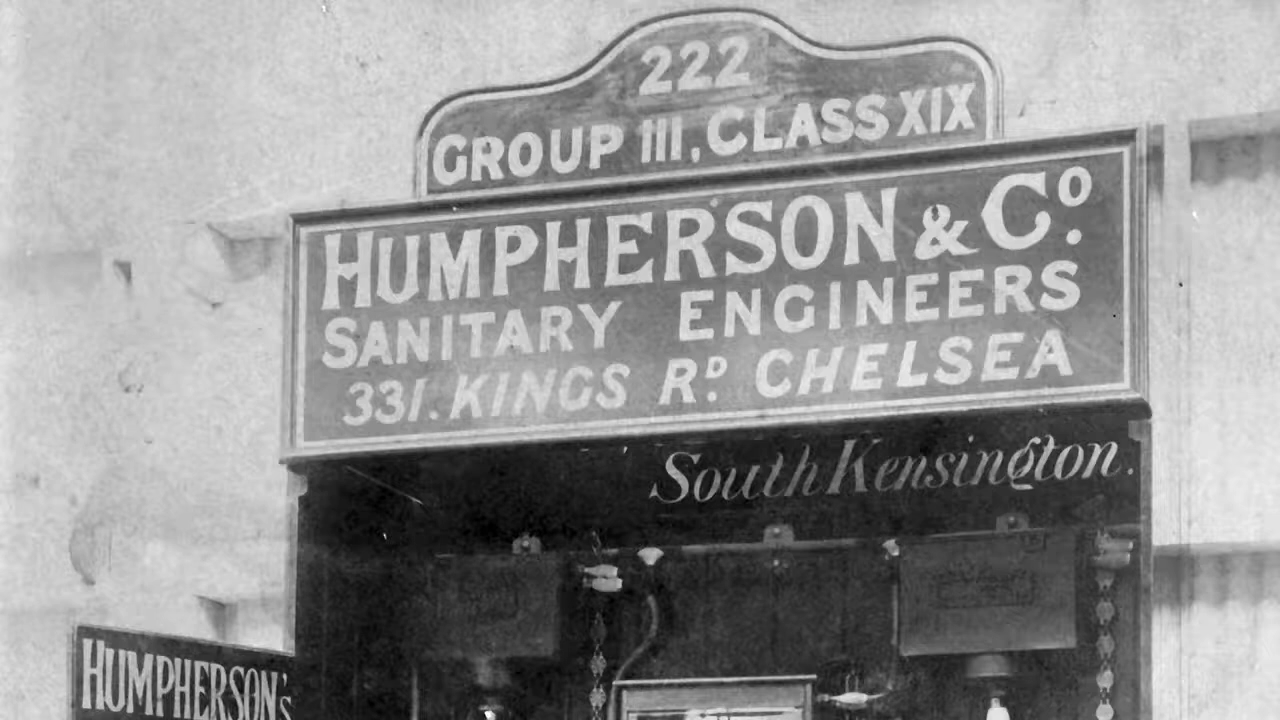 222
GROUP III, CLASS XIX
HUMPHERSON & Co.
SANITARY ENGINEERS
331. KINGS RD. CHELSEA
South Kensington.
HUMPHERSON'S